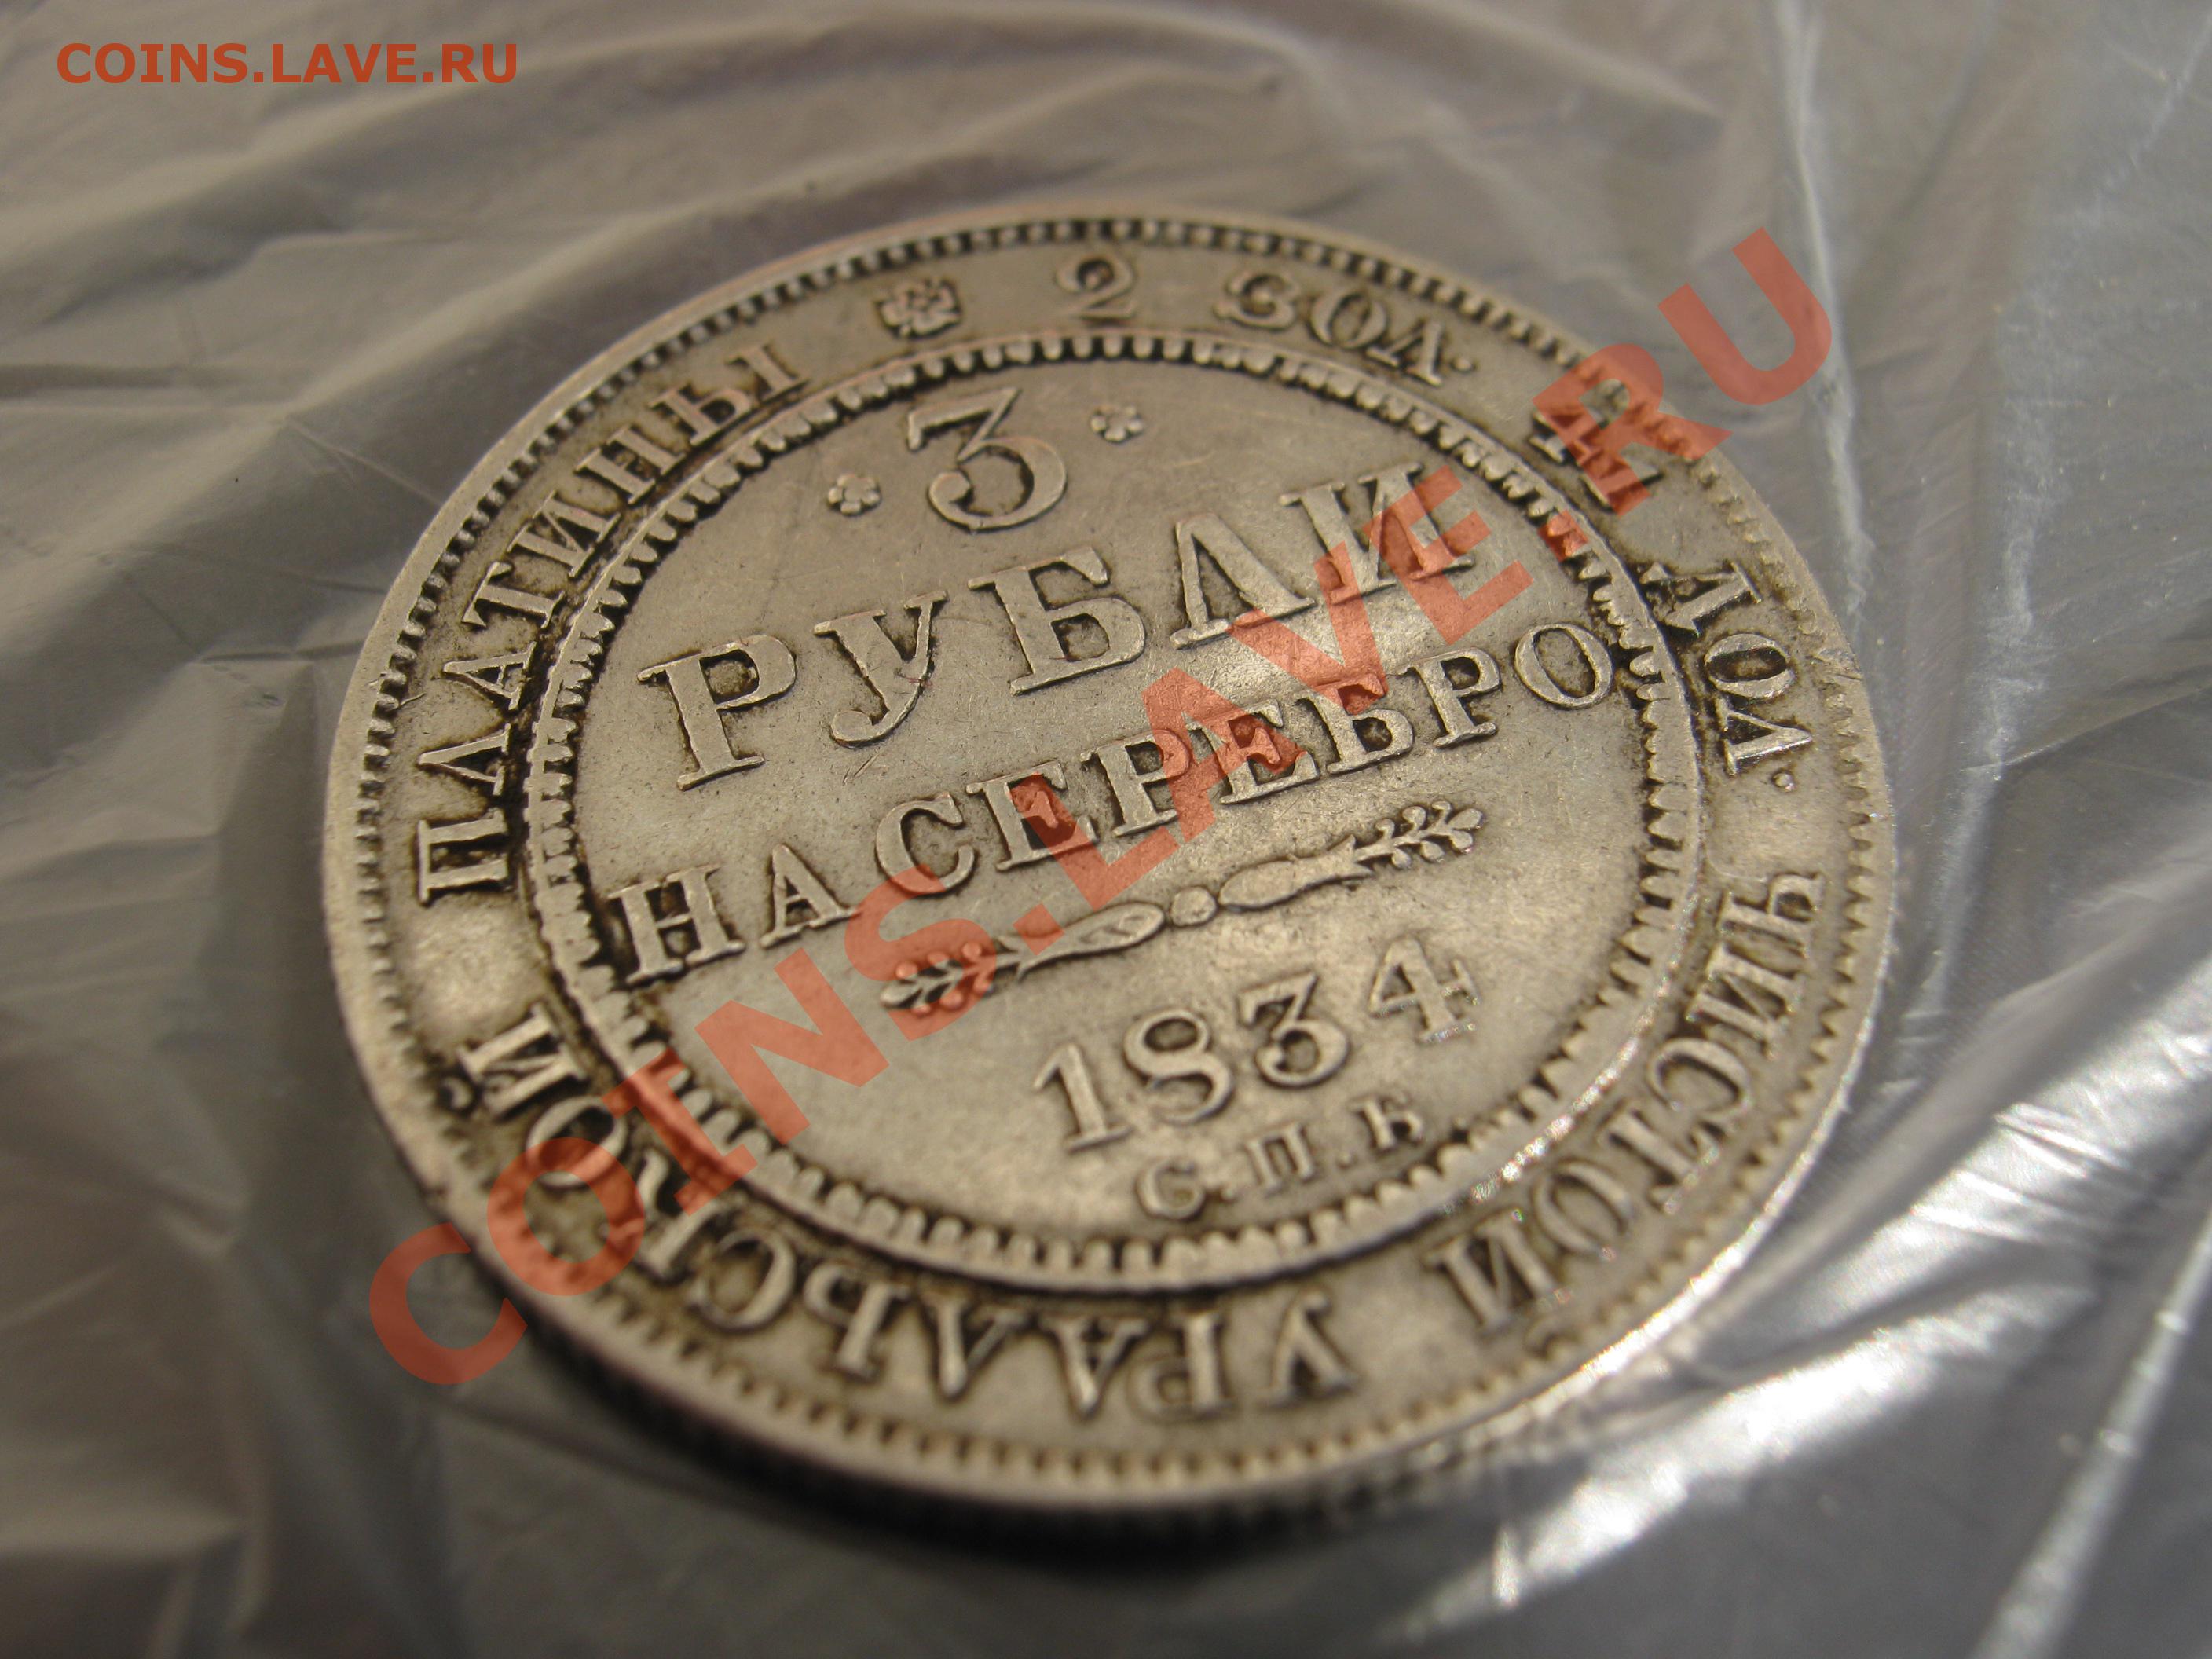 COINS.LAVE.RU
2 ЗОЛ. 41 ДОЛ. ЧИСТОЙ УРАЛЬСКОЙ ПЛАТИНЫ
3
РУБЛИ
НА СЕРЕБРО
1834
С.П.Б
COINS.LAVE.RU